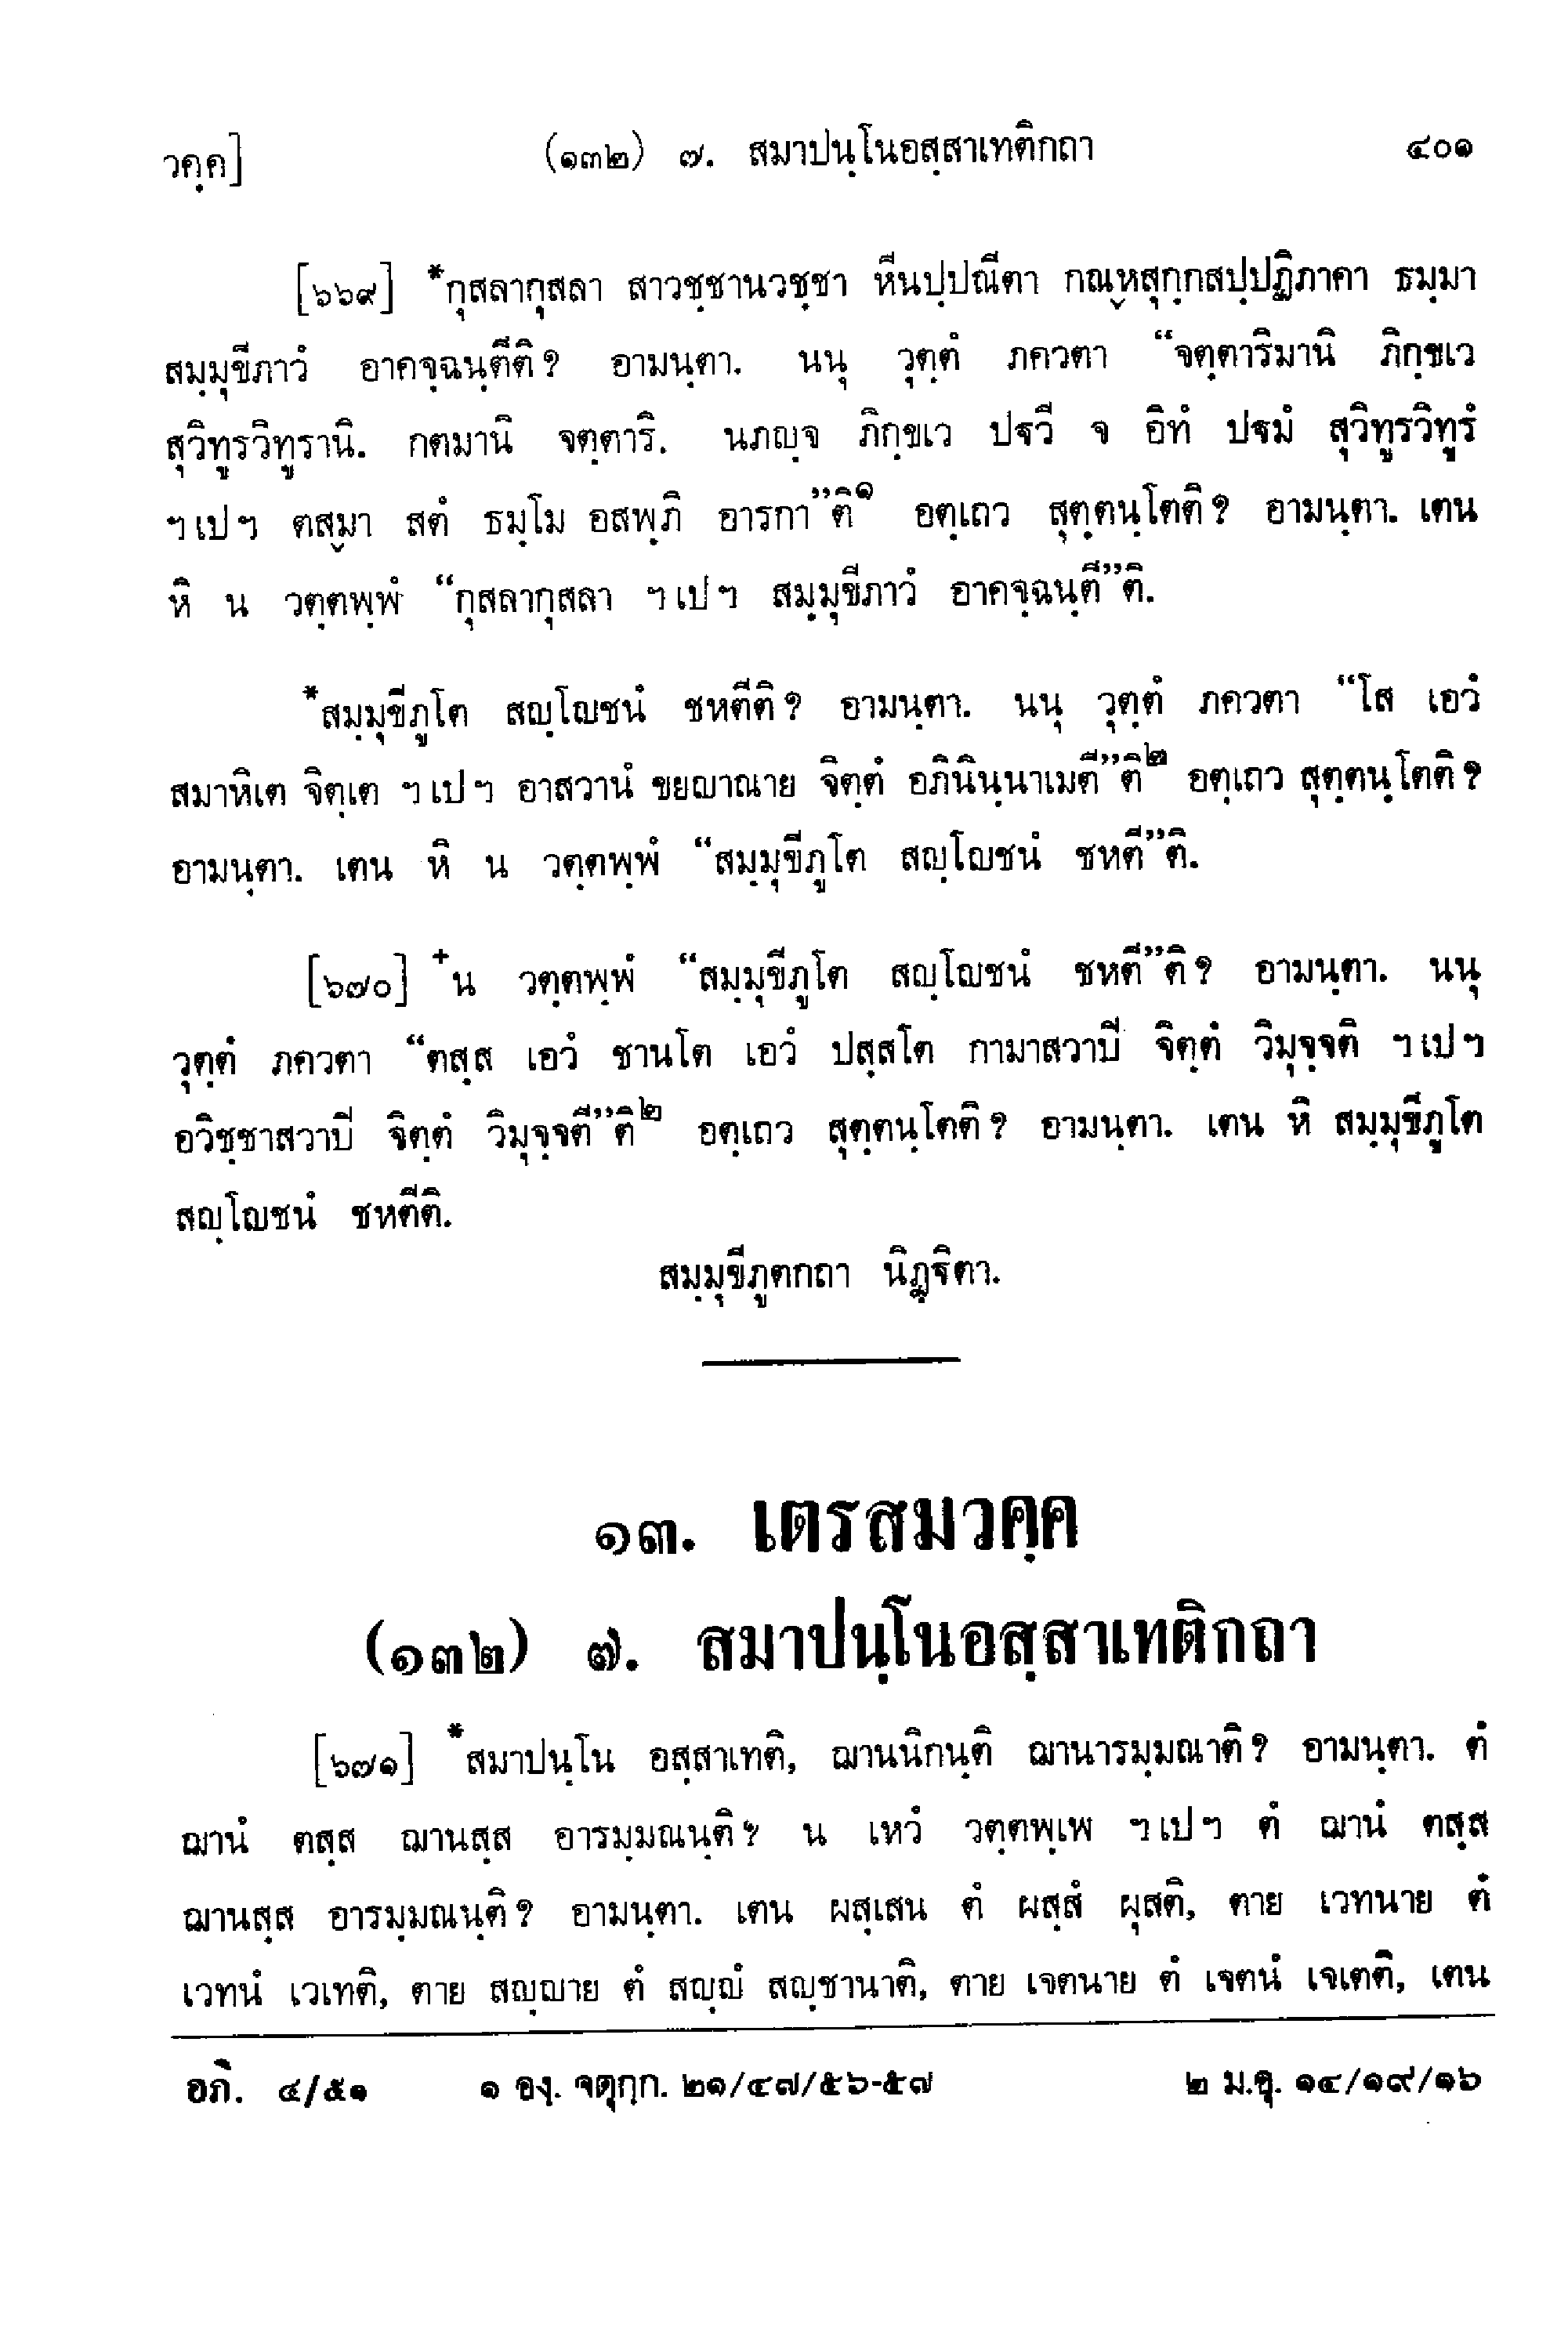 วคฺค] (๑๓๒) ๗. สมาปนฺโนอสฺสาเทติกถา ๔๐๑
[๖๖๙] *กุสลากุสลา สาวชฺชานวชฺชา หีนปฺปณีตา กณฺหสุกฺกสปฺปฏิภาคา ธมฺมา
สมฺมุขีภาวํ อาคจฺฉนฺตีติ? อามนฺตา. นนุ วุตฺตํ ภควตา “จตฺตาริมานิ ภิกฺขเว
สุวิทูรวิทูรานิ. กตมานิ จตฺตาริ. นภญฺจ ภิกฺขเว ปฐวี จ อิทํ ปฐมํ สุวิทูรวิทูรํ
ฯเปฯ ตสฺมา สตํ ธมฺโม อสพฺภิ อารกา”ติ๑ อตฺเถว สุตฺตนฺโตติ? อามนฺตา. เตน
หิ น วตฺตพฺพํ “กุสลากุสลา ฯเปฯ สมฺมุขีภาวํ อาคจฺฉนฺตี”ติ.
*สมฺมุขีภูโต สญฺโญชนํ ชหตีติ? อามนฺตา. นนุ วุตฺตํ ภควตา “โส เอวํ
สมาหิเต จิตฺเต ฯเปฯ อาสวานํ ขยญาณาย จิตฺตํ อภินินฺนาเมตี”ติ๒ อตฺเถว สุตฺตนฺโตติ?
อามนฺตา. เตน หิ น วตฺตพฺพํ “สมฺมุขีภูโต สญฺโญชนํ ชหตี”ติ.
[๖๗๐] +น วตฺตพฺพํ “สมฺมุขีภูโต สญฺโญชนํ ชหตี”ติ? อามนฺตา. นนุ
วุตฺตํ ภควตา “ตสฺส เอวํ ชานโต เอวํ ปสฺสโต กามาสวาปี จิตฺตํ วิมุจฺจติ ฯเปฯ
อวิชฺชาสวาปี จิตฺตํ วิมุจฺจตี”ติ๒ อตฺเถว สุตฺตนฺโตติ? อามนฺตา. เตน หิ สมฺมุขีภูโต
สญฺโญชนํ ชหตีติ.
สมฺมุขีภูตกถา นิฏฺฐิตา.
๑๓. เตรสมวคฺค
(๑๓๒) ๗. สมาปนฺโนอสฺสาเทติกถา
[๖๗๑] *สมาปนฺโน อสฺสาเทติ, ฌานนิกนฺติ ฌานารมฺมณาติ? อามนฺตา. ตํ
ฌานํ ตสฺส ฌานสฺส อารมฺมณนฺติ? น เหวํ วตฺตพฺเพ ฯเปฯ ตํ ฌานํ ตสฺส
ฌานสฺส อารมฺมณนฺติ? อามนฺตา. เตน ผสฺเสน ตํ ผสฺสํ ผุสติ, ตาย เวทนาย ตํ
เวทนํ เวเทติ, ตาย สญฺญาย ตํ สญฺญํ สญฺชานาติ, ตาย เจตนาย ตํ เจตนํ เจเตติ, เตน
อภิ. ๔/๕๑ ๑ องฺ. จตุกฺก. ๒๑/๔๗/๕๖-๕๗ ๒ ม.อุ. ๑๔/๑๙/๑๖